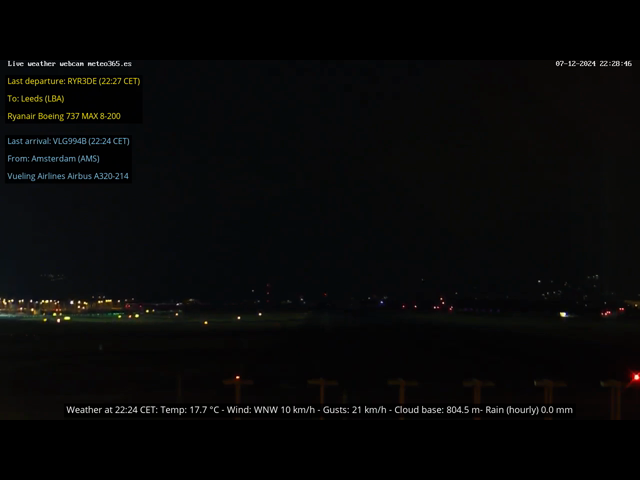 Live weather webcam meteo365.es
07-12-2024 22:28:46
Last departure: RYR3DE (22:27 CET)
To: Leeds (LBA)
Ryanair Boeing 737 MAX 8-200
Last arrival: VLG994B (22:24 CET)
From: Amsterdam (AMS)
Vueling Airlines Airbus A320-214
Weather at 22:24 CET: Temp: 17.7 °C - Wind: WNW 10 km/h - Gusts: 21 km/h - Cloud base: 804.5 m- Rain (hourly) 0.0 mm